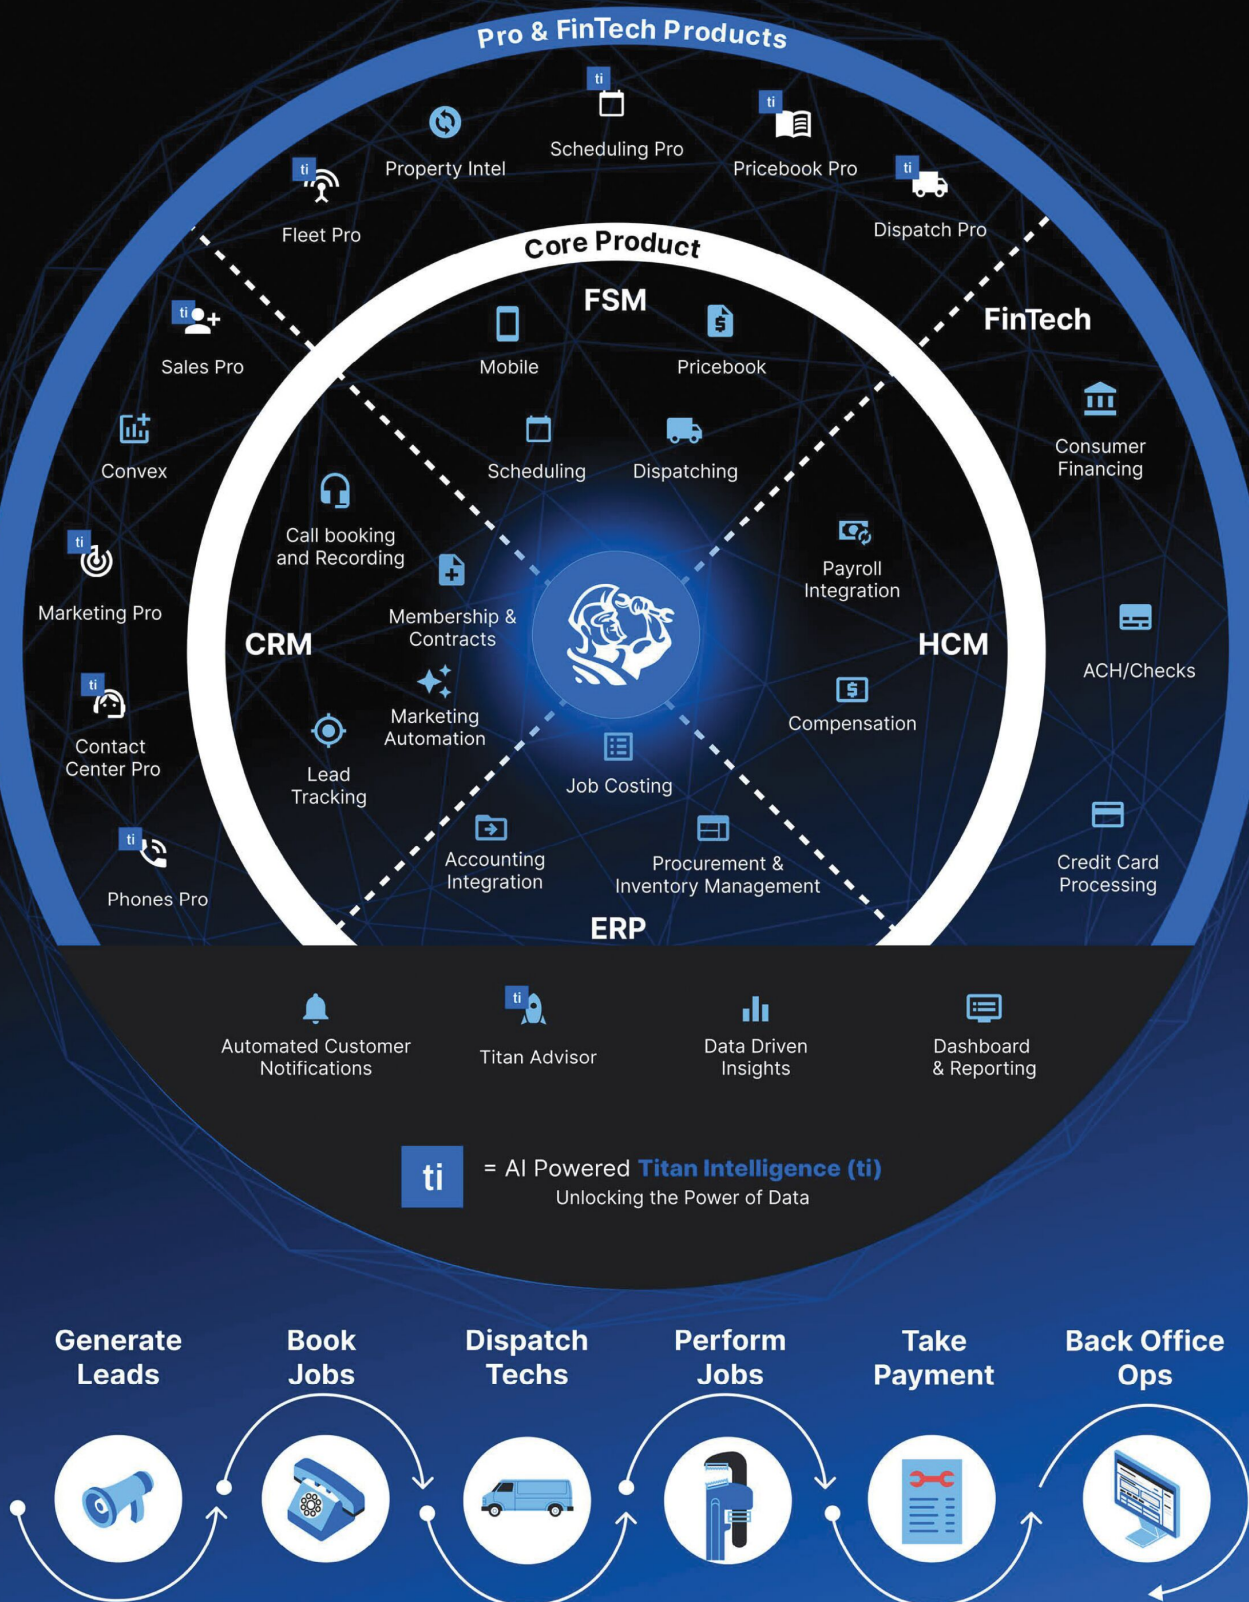 Pro & FinTech Products
ti
Scheduling Pro
ti
Pricebook Pro
Property Intel
ti
Fleet Pro
ti
Dispatch Pro
Core Product
FSM
FinTech
ti
Sales Pro
Mobile
Pricebook
Consumer
Financing
Convex
Scheduling
Dispatching
Call booking
and Recording
ti
Marketing Pro
Payroll
Integration
Membership &
Contracts
CRM
HCM
ACH/Checks
ti
Contact
Center Pro
Marketing
Automation
Compensation
Lead
Tracking
Job Costing
ti
Phones Pro
Accounting
Integration
Procurement &
Inventory Management
Credit Card
Processing
ERP
Automated Customer
Notifications
ti
Titan Advisor
Data Driven
Insights
Dashboard
& Reporting
ti
= AI Powered Titan Intelligence (ti)
Unlocking the Power of Data
Generate
Leads
Book
Jobs
Dispatch
Techs
Perform
Jobs
Take
Payment
Back Office
Ops